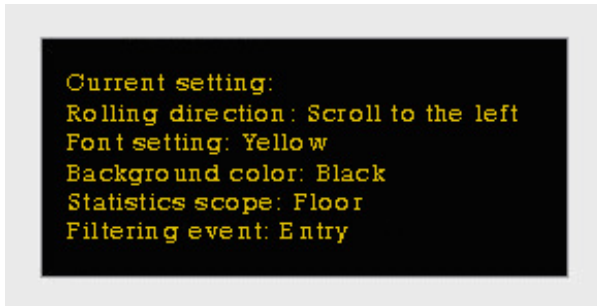 Current setting:
Rolling direction: Scroll to the left
Font setting: Yellow
Background color: Black
Statistics scope: Floor
Filtering event: Entry